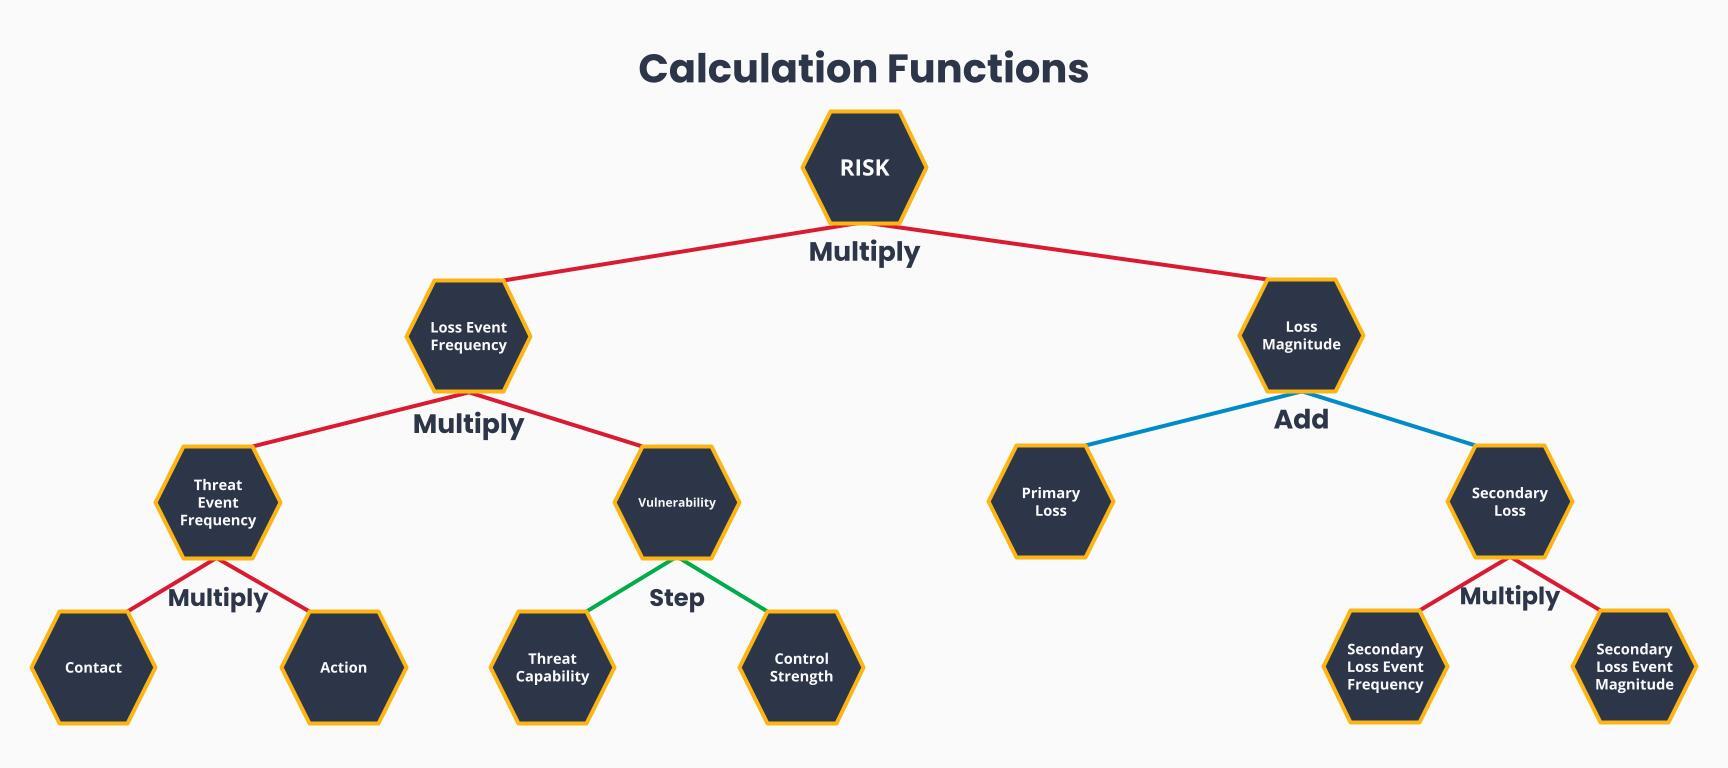 Calculation Functions
RISK
Multiply
Loss Event
Frequency
Loss
Magnitude
Multiply
Add
Threat
Event
Frequency
Vulnerability
Primary
Loss
Secondary
Loss
Multiply
Step
Multiply
Contact
Action
Threat
Capability
Control
Strength
Secondary
Loss Event
Frequency
Secondary
Loss Event
Magnitude